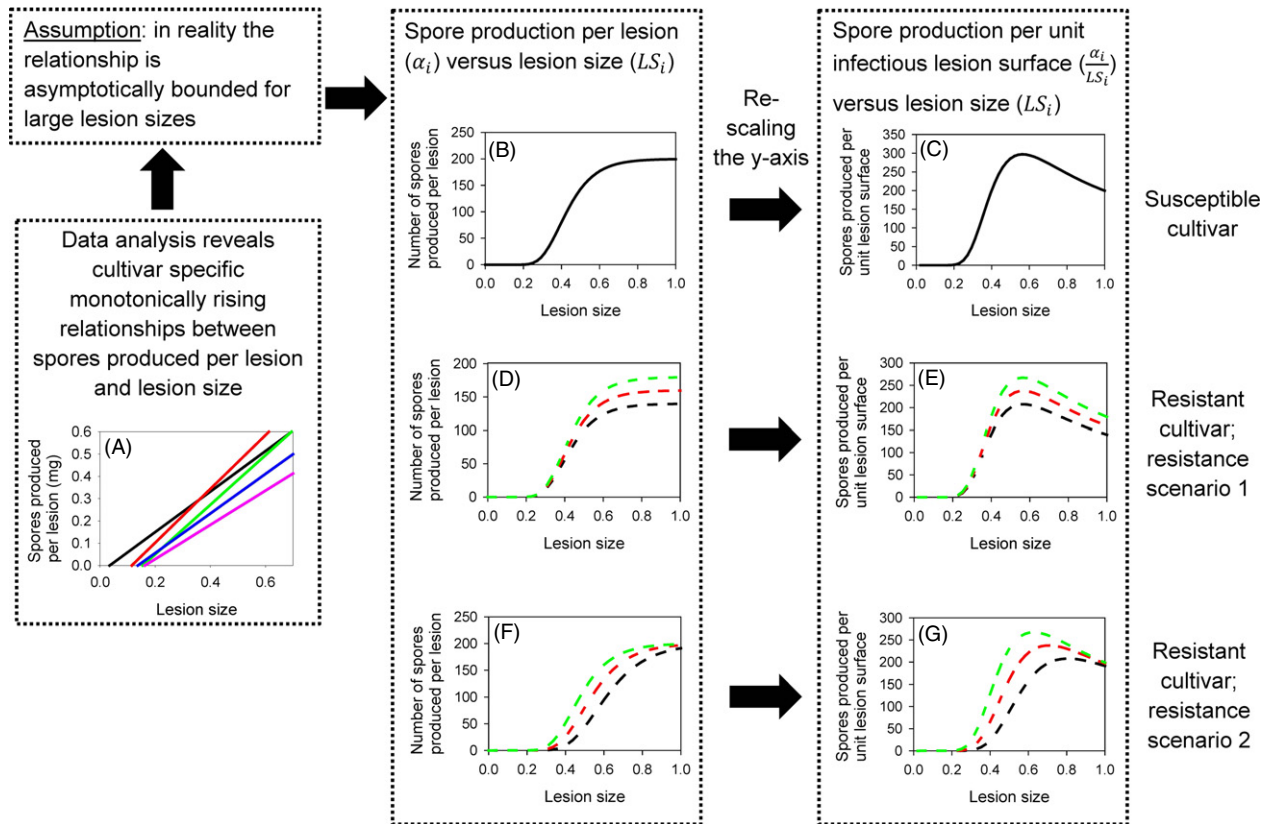 Assumption: in reality the
relationship is
asymptotically bounded for
large lesion sizes
Data analysis reveals
cultivar specific
monotonically rising
relationships between
spores produced per lesion
and lesion size
(A)
Spores produced
per lesion (mg)
0.6
0.5
0.4
0.3
0.2
0.1
0.0
0.0 0.2 0.4 0.6
Lesion size
Spore production per lesion
(αᵢ) versus lesion size (LSᵢ)
(B)
Number of spores
produced per lesion
250
200
150
100
50
0
0.0 0.2 0.4 0.6 0.8 1.0
Lesion size
(D)
Number of spores
produced per lesion
200
150
100
50
0
0.0 0.2 0.4 0.6 0.8 1.0
Lesion size
(F)
Number of spores
produced per lesion
250
200
150
100
50
0
0.0 0.2 0.4 0.6 0.8 1.0
Lesion size
Re-
scaling
the y-axis
Spore production per unit
infectious lesion surface (αᵢ/LSᵢ)
versus lesion size (LSᵢ)
(C)
Spores produced per
unit lesion surface
350
300
250
200
150
100
50
0
0.0 0.2 0.4 0.6 0.8 1.0
Lesion size
(E)
Spores produced per
unit lesion surface
300
250
200
150
100
50
0
0.0 0.2 0.4 0.6 0.8 1.0
Lesion size
(G)
Spores produced per
unit lesion surface
300
250
200
150
100
50
0
0.0 0.2 0.4 0.6 0.8 1.0
Lesion size
Susceptible
cultivar
Resistant
cultivar;
resistance
scenario 1
Resistant
cultivar;
resistance
scenario 2